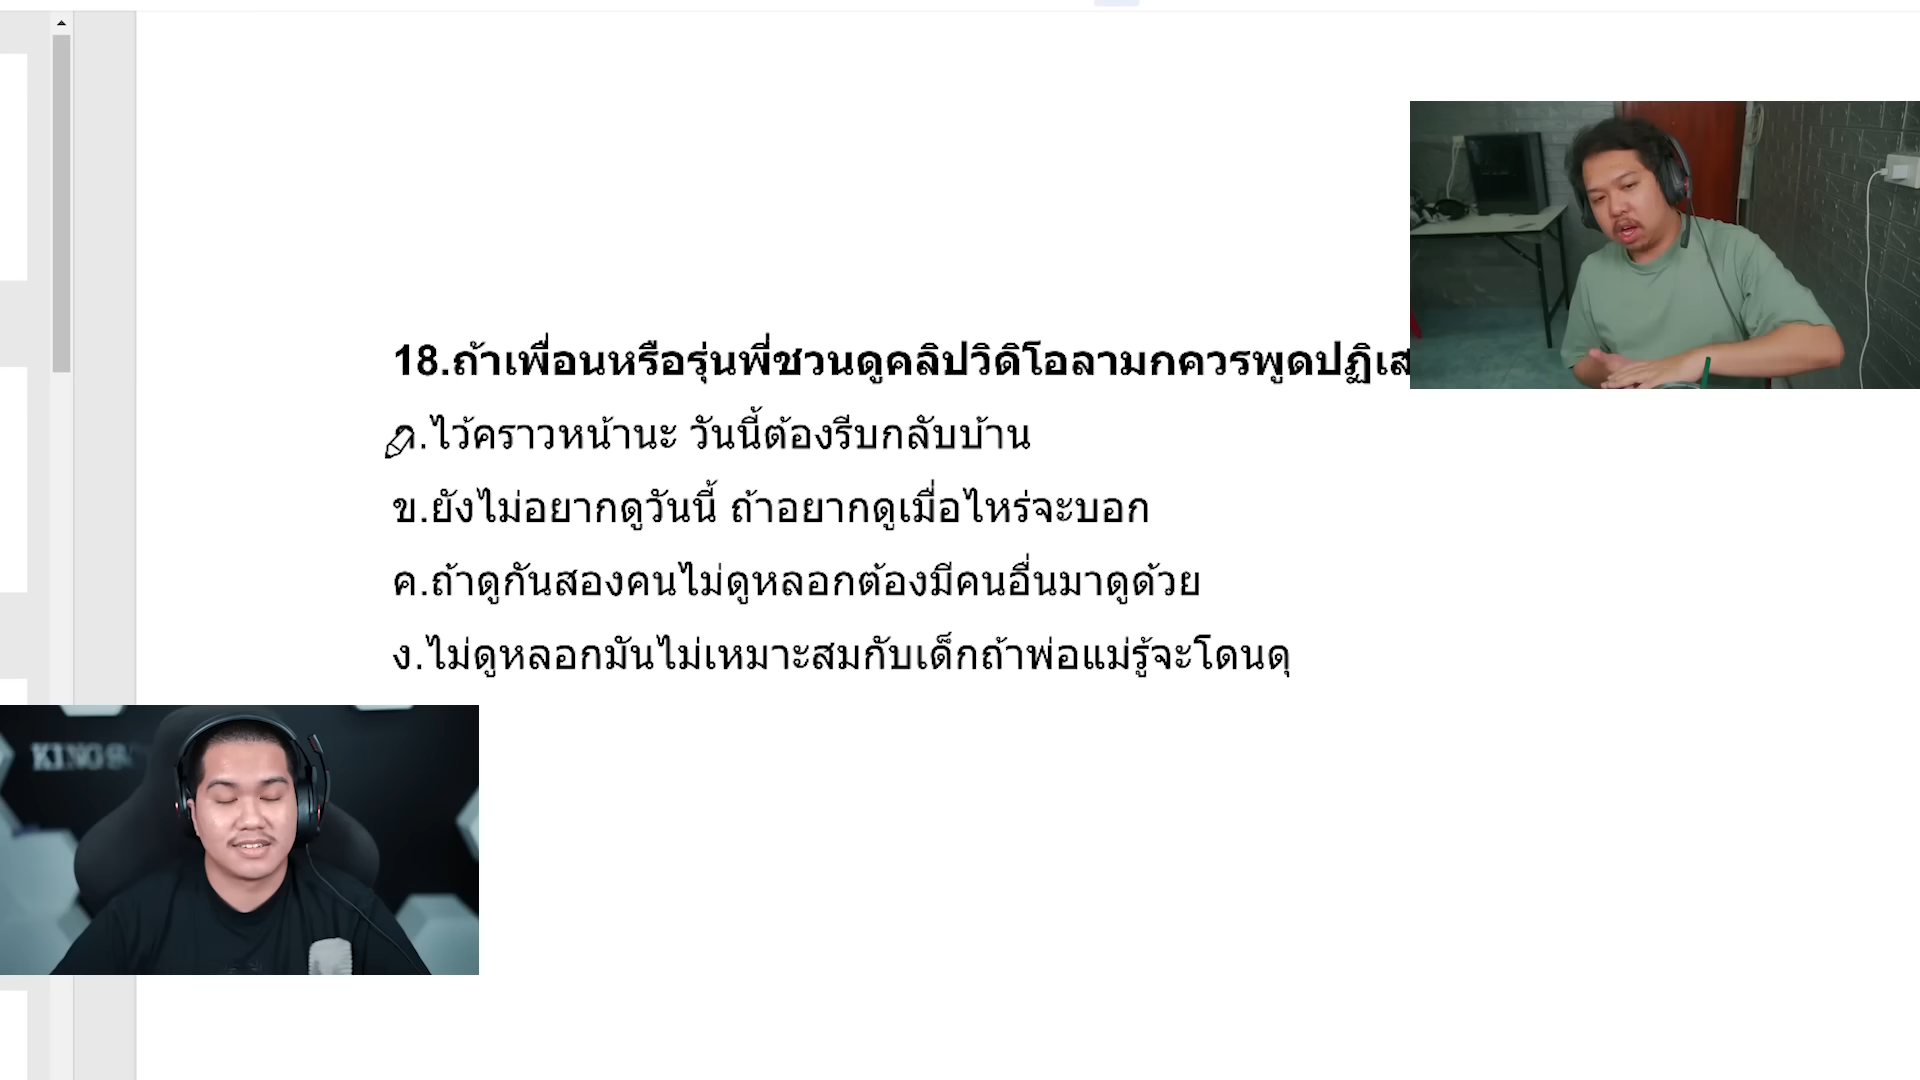 18.ถ้าเพื่อนหรือรุ่นพี่ชวนดูคลิปวิดิโอลามกควรพูดปฏิเส
ก.ไว้คราวหน้านะ วันนี้ต้องรีบกลับบ้าน
ข.ยังไม่อยากดูวันนี้ ถ้าอยากดูเมื่อไหร่จะบอก
ค.ถ้าดูกันสองคนไม่ดูหลอกต้องมีคนอื่นมาดูด้วย
ง.ไม่ดูหลอกมันไม่เหมาะสมกับเด็กถ้าพ่อแม่รู้จะโดนดุ